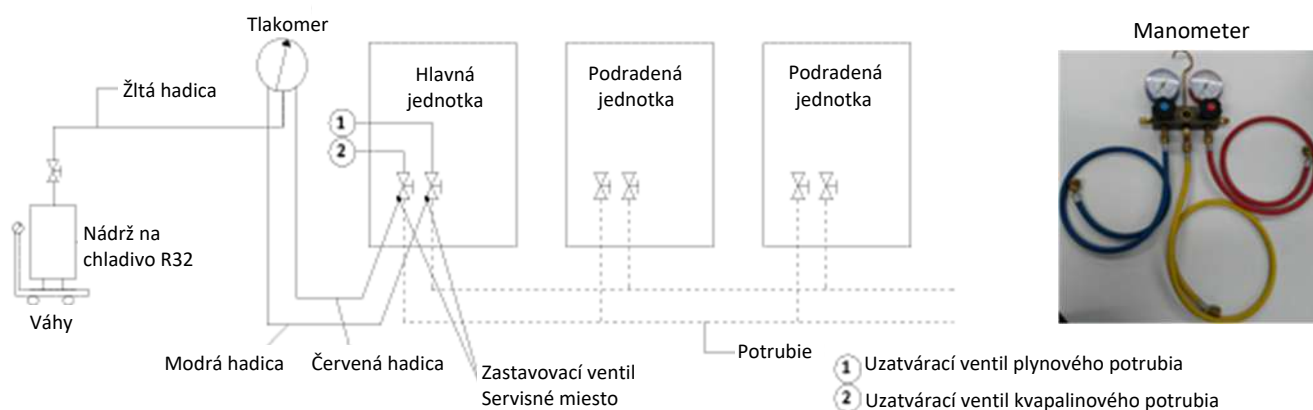 Tlakomer
Manometer
Hlavná
jednotka
Podradená
jednotka
Podradená
jednotka
Žltá hadica
1
2
Nádrž na
chladivo R32
Váhy
Modrá hadica
Červená hadica
Zastavovací ventil
Servisné miesto
Potrubie
1 Uzatvárací ventil plynového potrubia
2 Uzatvárací ventil kvapalinového potrubia